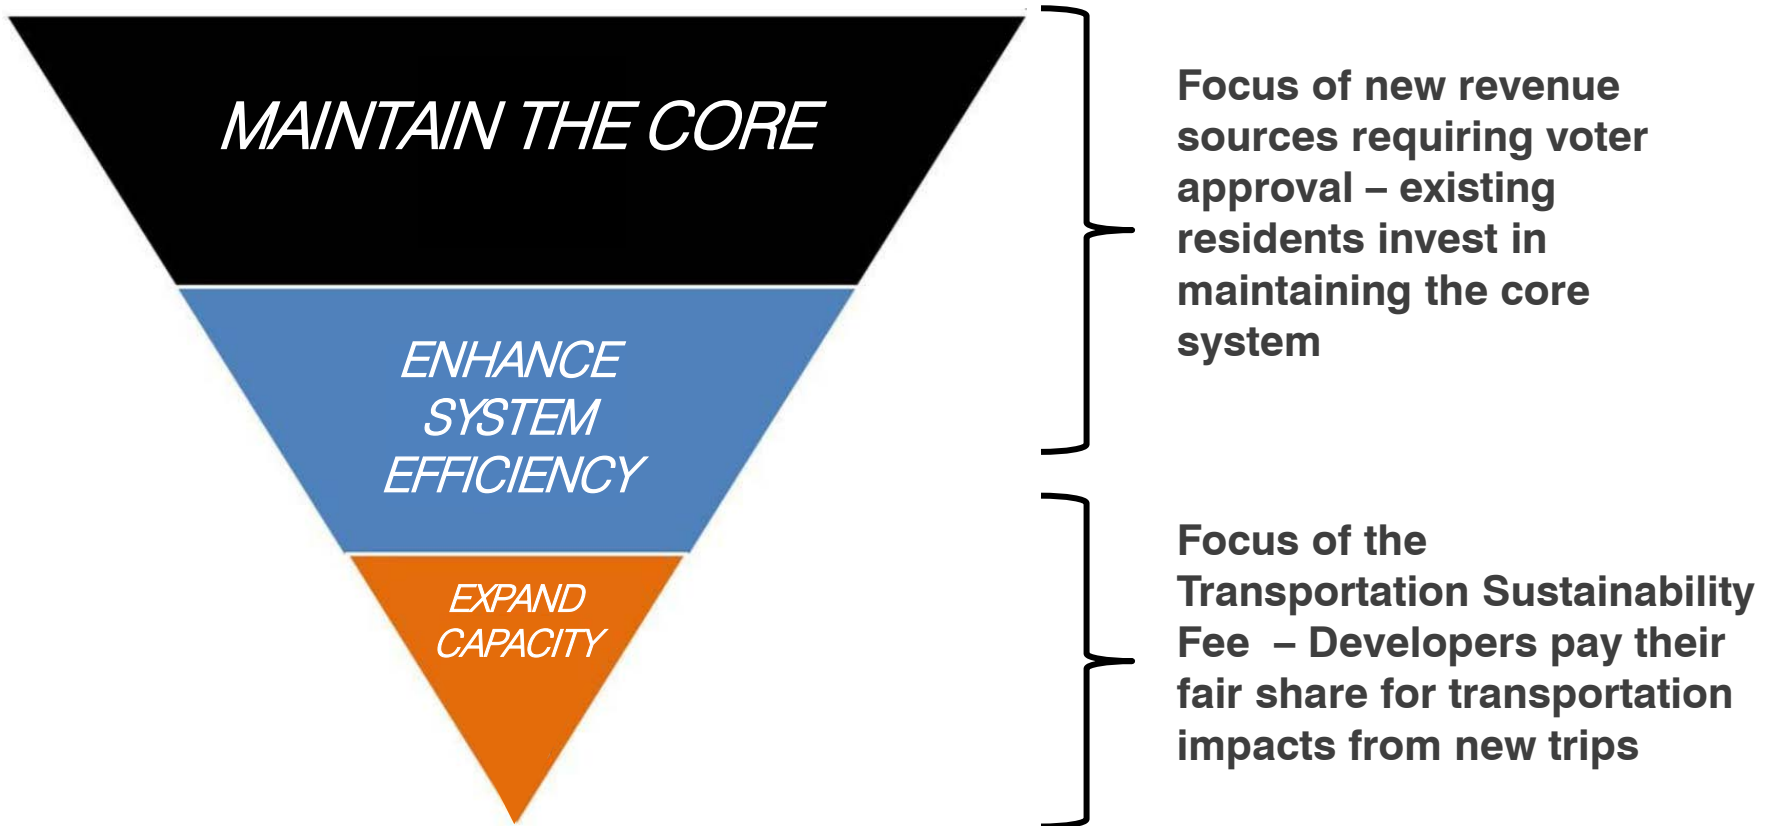 MAINTAIN THE CORE
ENHANCE
SYSTEM
EFFICIENCY
EXPAND
CAPACITY
Focus of new revenue
sources requiring voter
approval – existing
residents invest in
maintaining the core
system
Focus of the
Transportation Sustainability
Fee  – Developers pay their
fair share for transportation
impacts from new trips